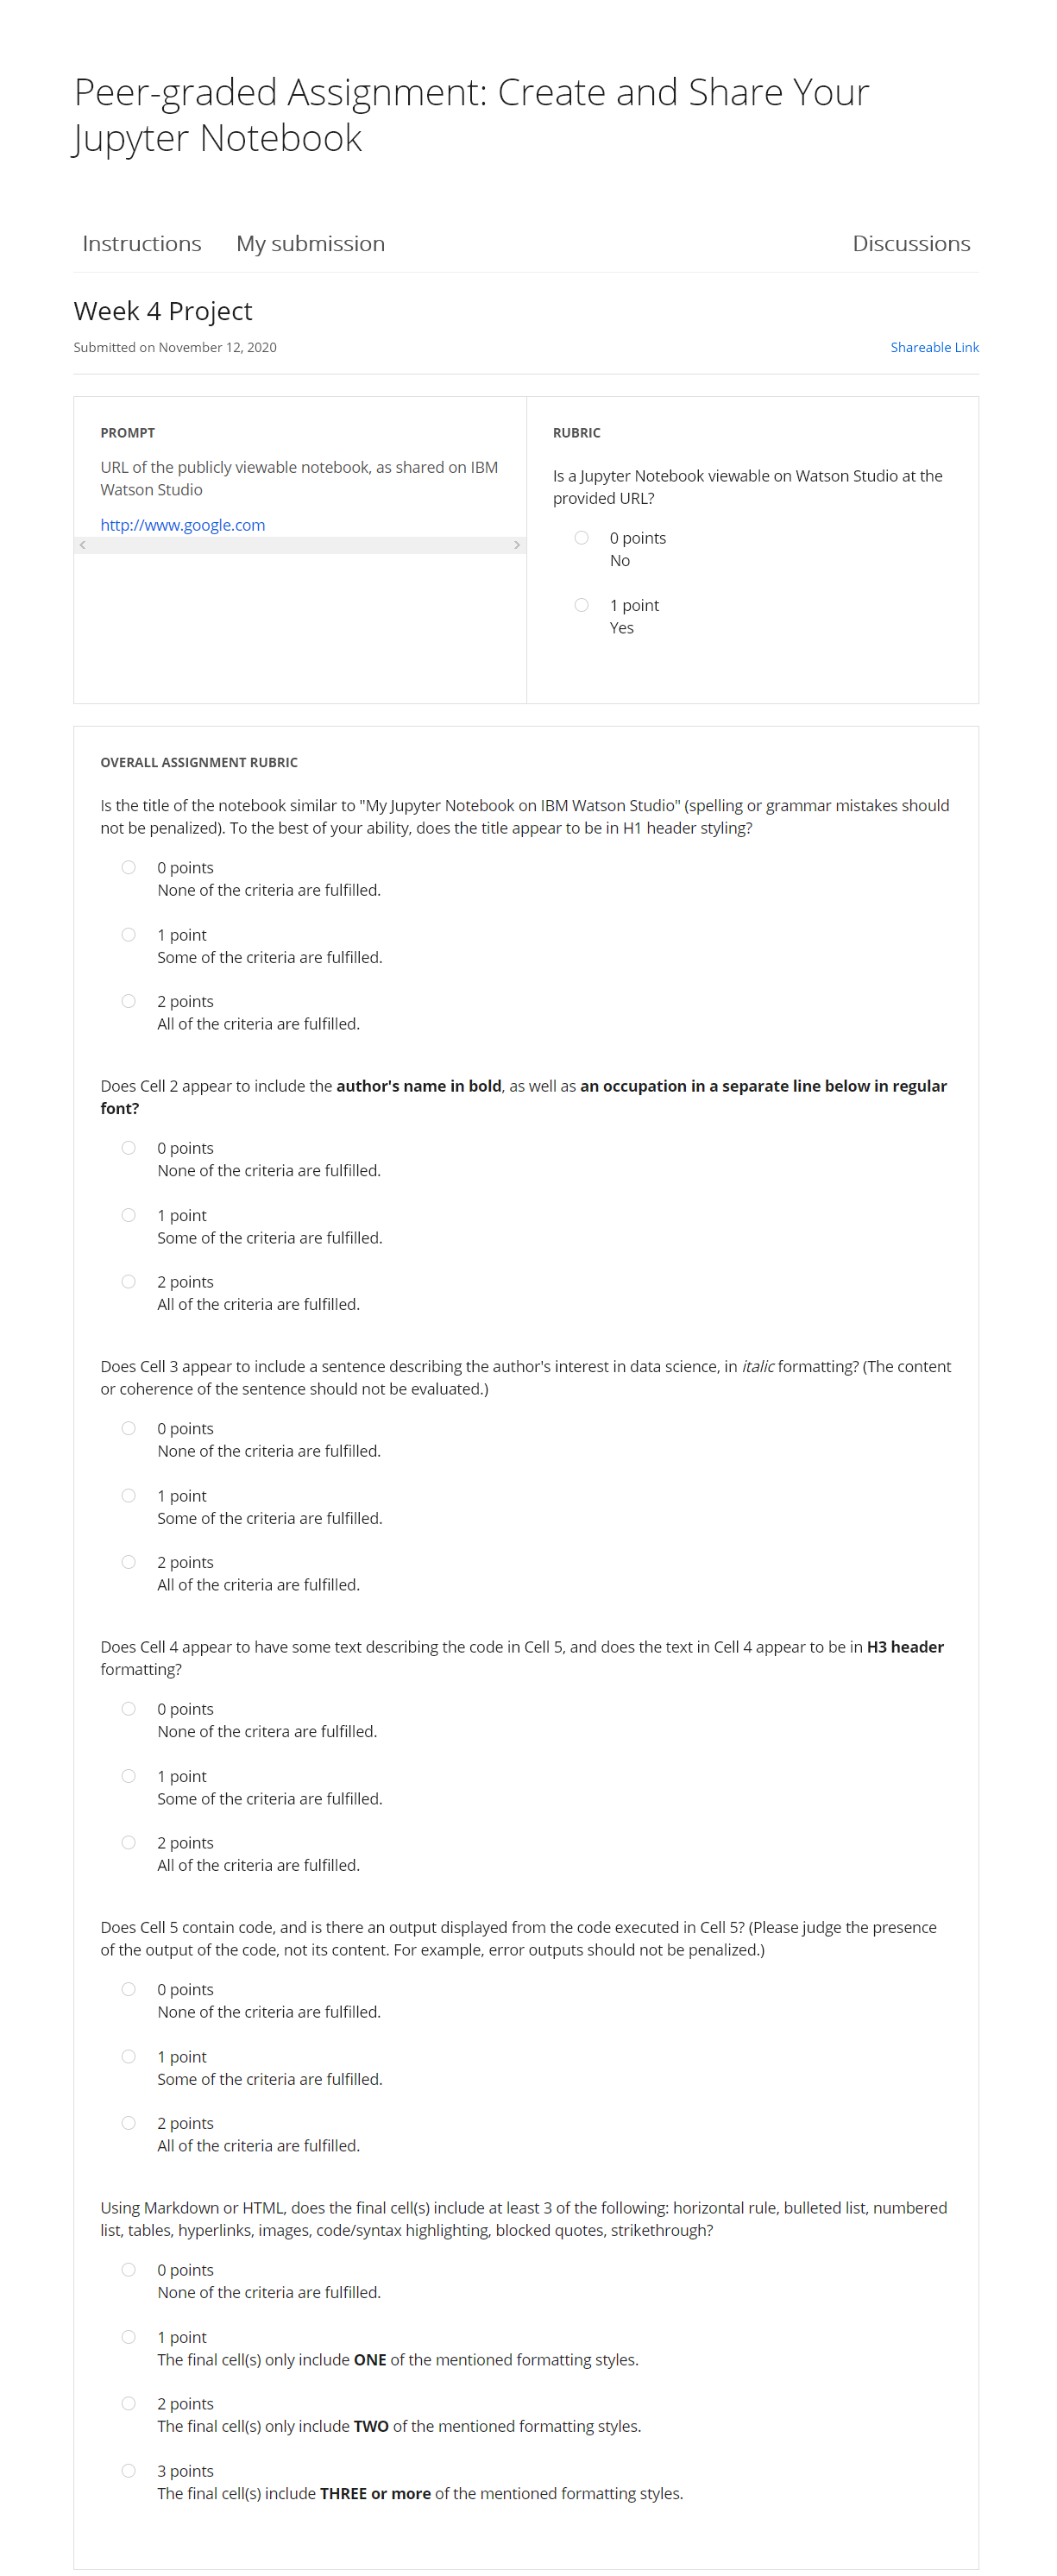 Peer-graded Assignment: Create and Share Your
Jupyter Notebook
Instructions
My submission
Discussions
Week 4 Project
Submitted on November 12, 2020
Shareable Link
PROMPT
URL of the publicly viewable notebook, as shared on IBM
Watson Studio
http://www.google.com
RUBRIC
Is a Jupyter Notebook viewable on Watson Studio at the
provided URL?
0 points
No
1 point
Yes
OVERALL ASSIGNMENT RUBRIC
Is the title of the notebook similar to "My Jupyter Notebook on IBM Watson Studio" (spelling or grammar mistakes should
not be penalized). To the best of your ability, does the title appear to be in H1 header styling?
0 points
None of the criteria are fulfilled.
1 point
Some of the criteria are fulfilled.
2 points
All of the criteria are fulfilled.
Does Cell 2 appear to include the author's name in bold, as well as an occupation in a separate line below in regular
font?
0 points
None of the criteria are fulfilled.
1 point
Some of the criteria are fulfilled.
2 points
All of the criteria are fulfilled.
Does Cell 3 appear to include a sentence describing the author's interest in data science, in italic formatting? (The content
or coherence of the sentence should not be evaluated.)
0 points
None of the criteria are fulfilled.
1 point
Some of the criteria are fulfilled.
2 points
All of the criteria are fulfilled.
Does Cell 4 appear to have some text describing the code in Cell 5, and does the text in Cell 4 appear to be in H3 header
formatting?
0 points
None of the critera are fulfilled.
1 point
Some of the criteria are fulfilled.
2 points
All of the criteria are fulfilled.
Does Cell 5 contain code, and is there an output displayed from the code executed in Cell 5? (Please judge the presence
of the output of the code, not its content. For example, error outputs should not be penalized.)
0 points
None of the criteria are fulfilled.
1 point
Some of the criteria are fulfilled.
2 points
All of the criteria are fulfilled.
Using Markdown or HTML, does the final cell(s) include at least 3 of the following: horizontal rule, bulleted list, numbered
list, tables, hyperlinks, images, code/syntax highlighting, blocked quotes, strikethrough?
0 points
None of the criteria are fulfilled.
1 point
The final cell(s) only include ONE of the mentioned formatting styles.
2 points
The final cell(s) only include TWO of the mentioned formatting styles.
3 points
The final cell(s) include THREE or more of the mentioned formatting styles.